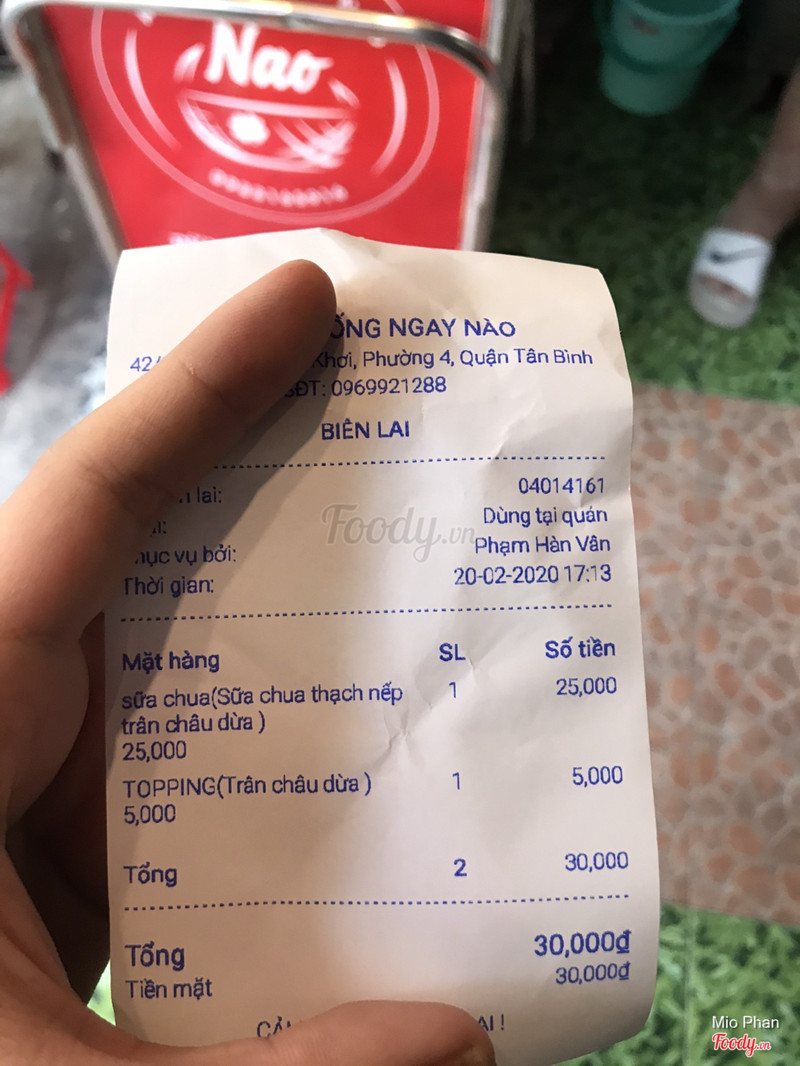 Nao
ỐNG NGAY NÀO
42/ Khơi, Phường 4, Quận Tân Bình
SĐT: 0969921288
BIÊN LAI
lai:
04014161
Dùng tại quán
vụ bởi:
Phạm Hàn Vân
Thời gian:
20-02-2020 17:13
Mặt hàng SL Số tiền
sữa chua(Sữa chua thạch nếp 1 25,000
trân châu dừa )
25,000
TOPPING(Trân châu dừa ) 1 5,000
5,000
Tổng 2 30,000
Tổng 30,000₫
Tiền mặt 30,000₫
Foody.vn
Mio Phan
Foody.vn